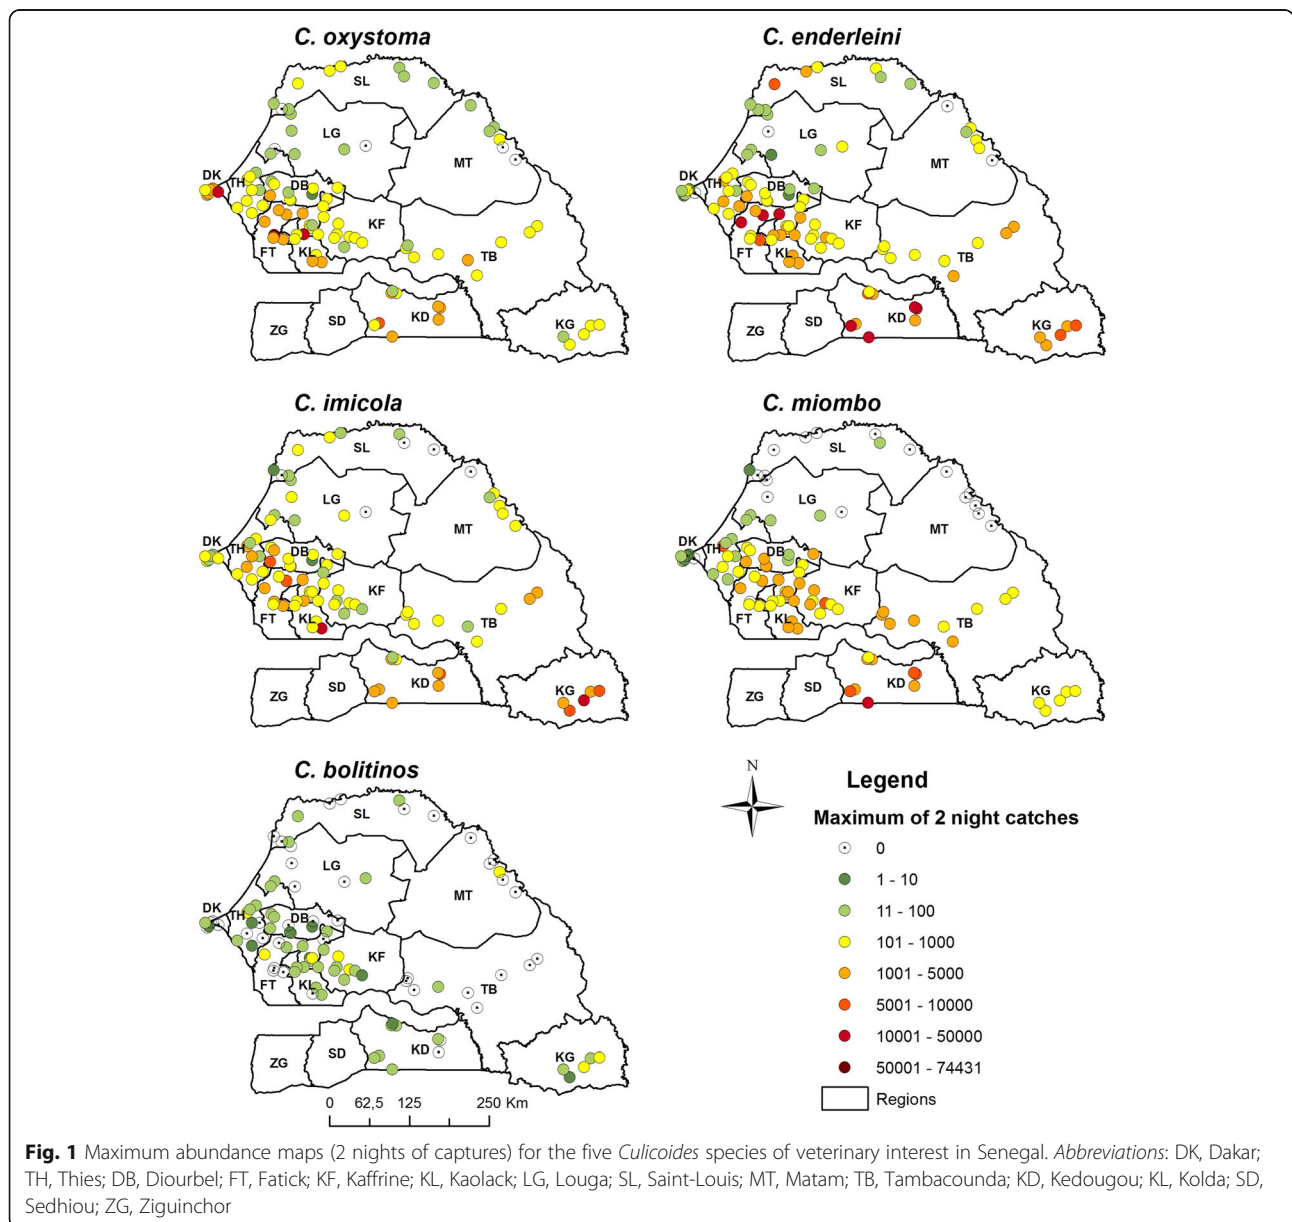 C. oxystoma
SL
LG
MT
DK
TH
DB
KF
FT
KL
TB
ZG
SD
KD
KG
C. enderleini
SL
LG
MT
DK
TH
DB
KF
FT
KL
TB
ZG
SD
KD
KG
C. imicola
SL
LG
MT
DK
TH
DB
KF
FT
KL
TB
ZG
SD
KD
KG
C. miombo
SL
LG
MT
DK
TH
DB
KF
FT
KL
TB
ZG
SD
KD
KG
C. bolitinos
SL
LG
MT
DK
TH
DB
KF
FT
KL
TB
ZG
SD
KD
KG
0 62,5 125 250 Km
N
Legend
Maximum of 2 night catches
0
1 - 10
11 - 100
101 - 1000
1001 - 5000
5001 - 10000
10001 - 50000
50001 - 74431
Regions
Fig. 1 Maximum abundance maps (2 nights of captures) for the five Culicoides species of veterinary interest in Senegal. Abbreviations: DK, Dakar;
TH, Thies; DB, Diourbel; FT, Fatick; KF, Kaffrine; KL, Kaolack; LG, Louga; SL, Saint-Louis; MT, Matam; TB, Tambacounda; KD, Kedougou; KL, Kolda; SD,
Sedhiou; ZG, Ziguinchor